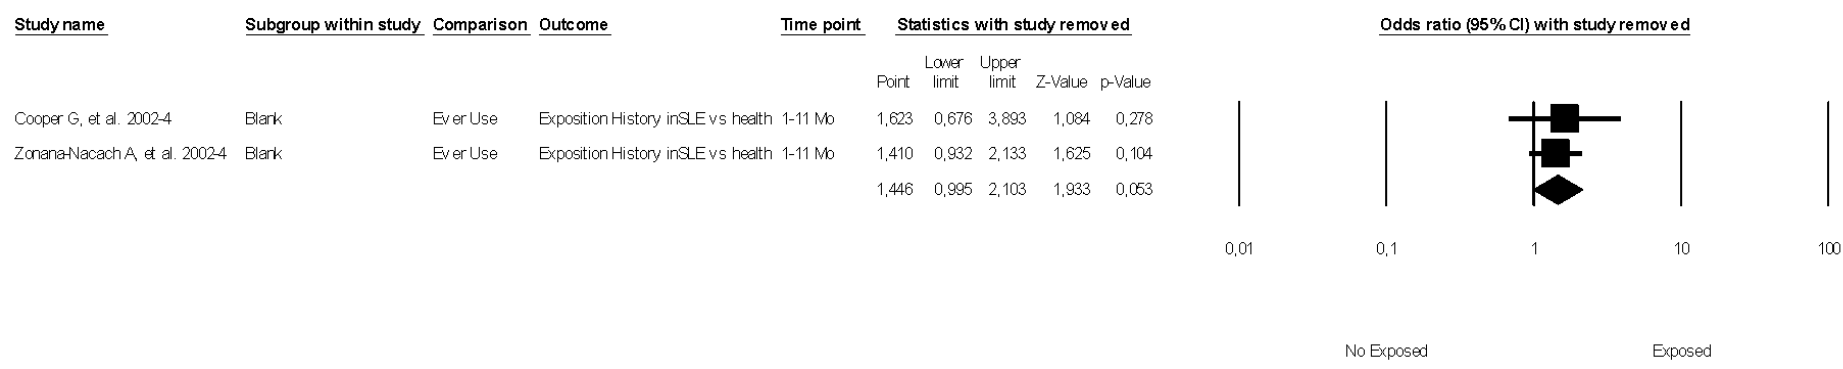 Study name Subgroup within study Comparison Outcome Time point Statistics with study removed Odds ratio (95% CI) with study removed
Lower Upper
Point limit limit Z-Value p-Value
Cooper G, et al. 2002-4 Blank Ever Use Exposition History inSLE vs health 1-11 Mo 1,623 0,676 3,893 1,084 0,278
Zonana-Nacach A, et al. 2002-4 Blank Ever Use Exposition History inSLE vs health 1-11 Mo 1,410 0,932 2,133 1,625 0,104
1,446 0,995 2,103 1,933 0,053
0,01 0,1 1 10 100
No Exposed Exposed